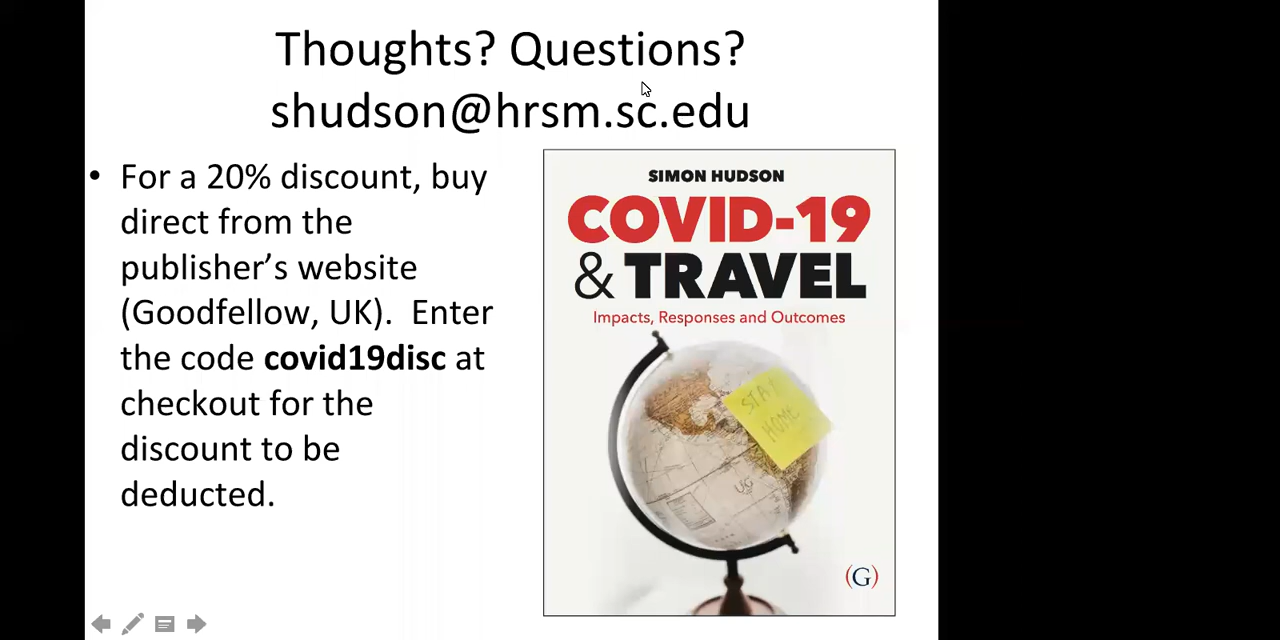 Thoughts? Questions?
shudson@hrsm.sc.edu
• For a 20% discount, buy
direct from the
publisher’s website
(Goodfellow, UK).  Enter
the code covid19disc at
checkout for the
discount to be
deducted.
SIMON HUDSON
COVID-19
& TRAVEL
Impacts, Responses and Outcomes
STAY
HOME
(G)